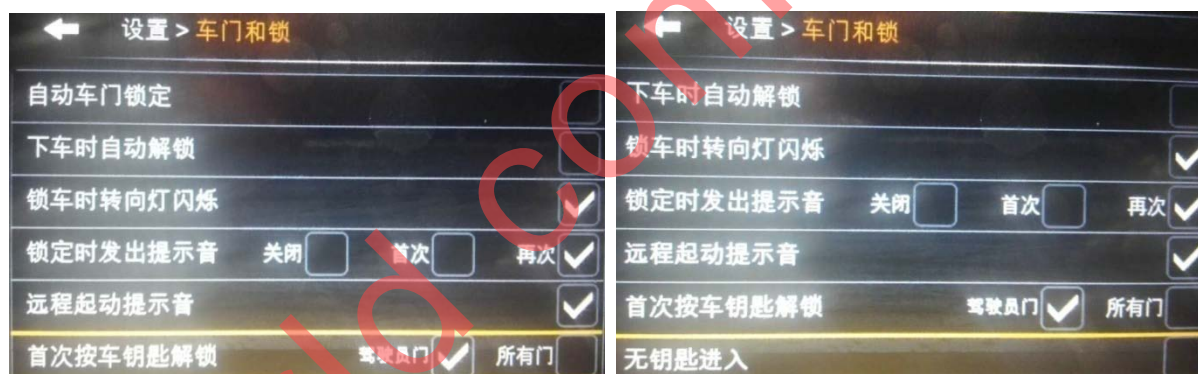 设置 > 车门和锁
自动车门锁定
下车时自动解锁
锁车时转向灯闪烁
锁定时发出提示音 关闭 首次 再次
远程起动提示音
首次按车钥匙解锁 驾驶员门 所有门
设置 > 车门和锁
下车时自动解锁
锁车时转向灯闪烁
锁定时发出提示音 关闭 首次 再次
远程起动提示音
首次按车钥匙解锁 驾驶员门 所有门
无钥匙进入